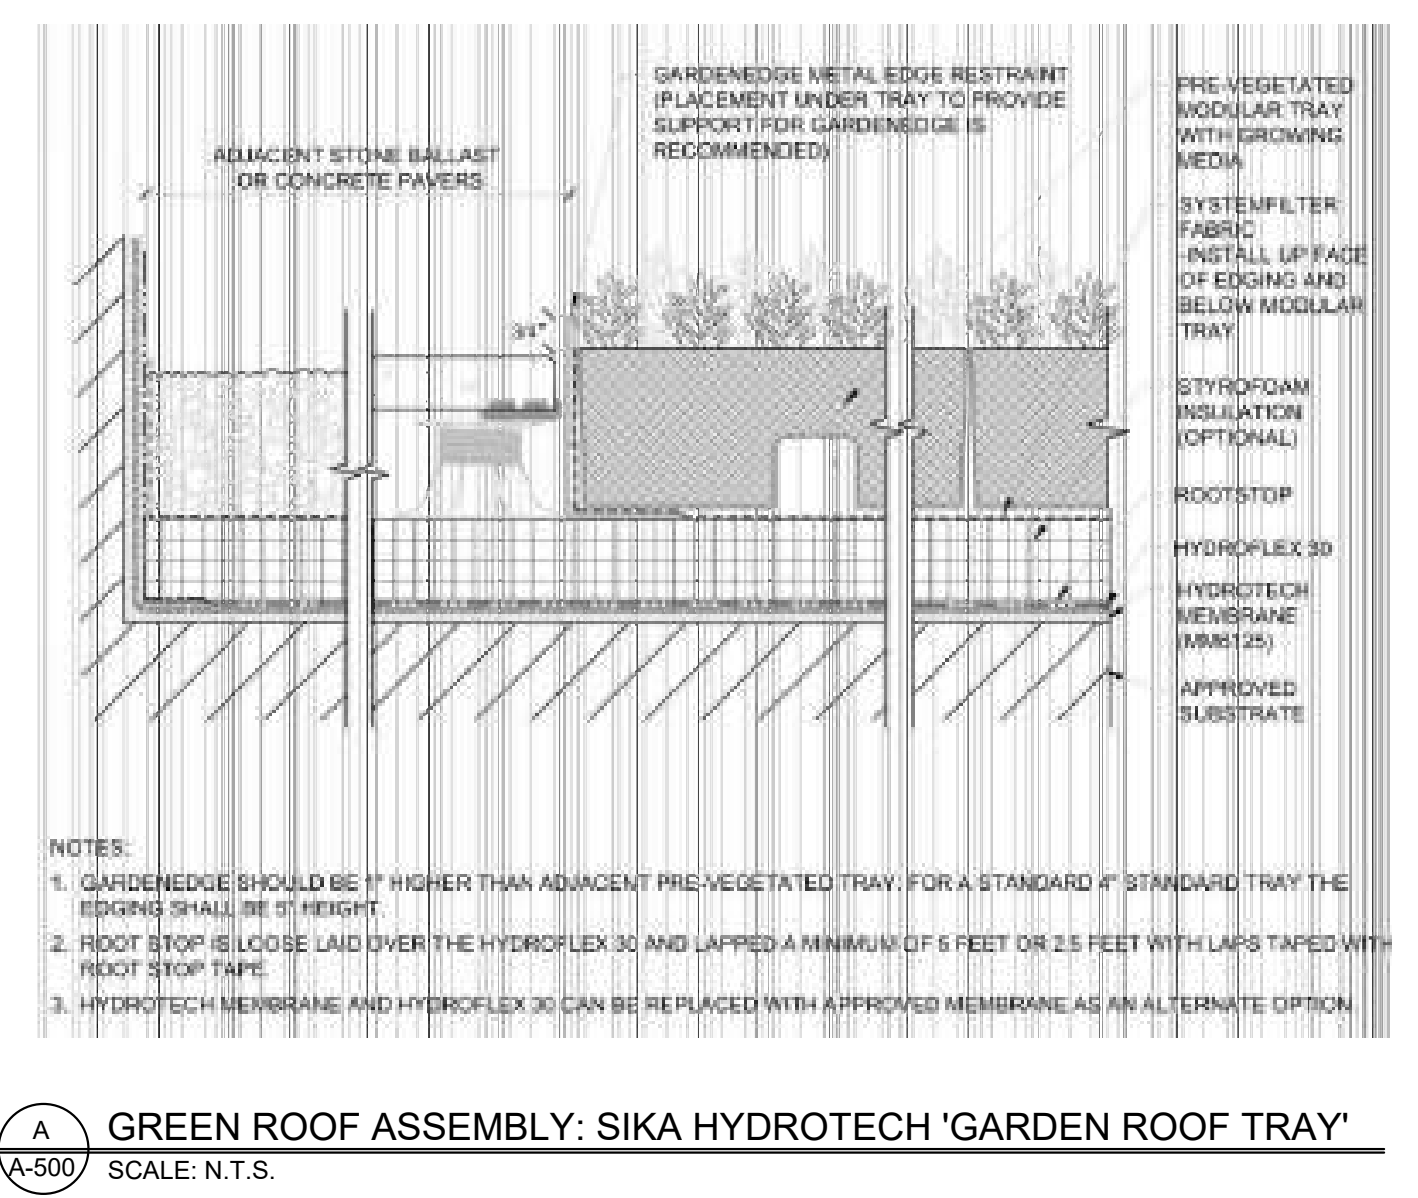 GARDENEDGE METAL EDGE RESTRAINT
(PLACEMENT UNDER TRAY TO PROVIDE
SUPPORT FOR GARDENEDGE IS
RECOMMENDED)
ADJACENT STONE BALLAST
OR CONCRETE PAVERS
PRE-VEGETATED
MODULAR TRAY
WITH GROWING
MEDIA
SYSTEMFILTER
FABRIC
-INSTALL UP FACE
OF EDGING AND
BELOW MODULAR
TRAY
STYROFOAM
INSULATION
(OPTIONAL)
ROOTSTOP
HYDROFLEX 30
HYDROTECH
MEMBRANE
(MM6125)
APPROVED
SUBSTRATE
NOTES:
1. GARDENEDGE SHOULD BE 1" HIGHER THAN ADJACENT PRE-VEGETATED TRAY. FOR A STANDARD 4" STANDARD TRAY THE
EDGING SHALL BE 5" HEIGHT.
2. ROOT STOP IS LOOSE LAID OVER THE HYDROFLEX 30 AND LAPPED A MINIMUM OF 5 FEET OR 2.5 FEET WITH LAPS TAPED WITH
ROOT STOP TAPE.
3. HYDROTECH MEMBRANE AND HYDROFLEX 30 CAN BE REPLACED WITH APPROVED MEMBRANE AS AN ALTERNATE OPTION.
A
A-500
GREEN ROOF ASSEMBLY: SIKA HYDROTECH 'GARDEN ROOF TRAY'
SCALE: N.T.S.